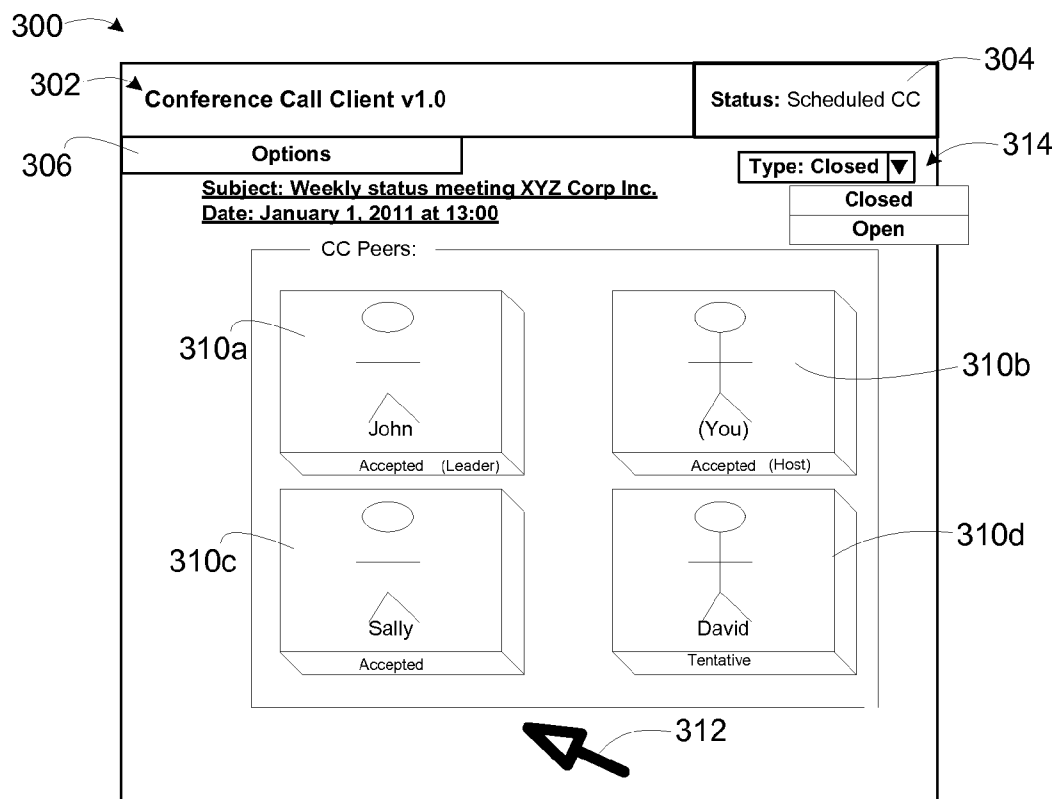 300
302
Conference Call Client v1.0
Status: Scheduled CC
304
306
Options
Type: Closed
314
Subject: Weekly status meeting XYZ Corp Inc.
Date: January 1, 2011 at 13:00
Closed
Open
CC Peers:
310a
John
Accepted (Leader)
310b
(You)
Accepted (Host)
310c
Sally
Accepted
310d
David
Tentative
312